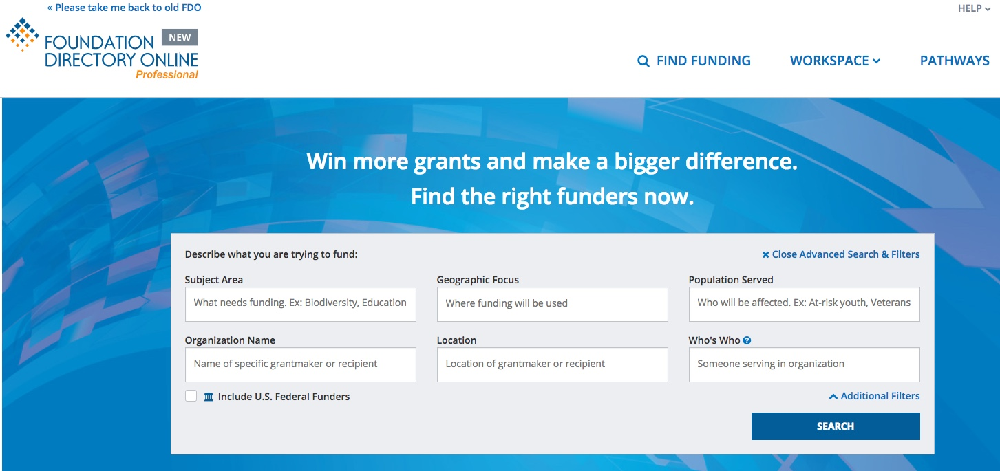 « Please take me back to old FDO
HELP
FOUNDATION NEW
DIRECTORY ONLINE
Professional
FIND FUNDING
WORKSPACE
PATHWAYS
Win more grants and make a bigger difference.
Find the right funders now.
Describe what you are trying to fund:
Close Advanced Search & Filters
Subject Area
Geographic Focus
Population Served
What needs funding. Ex: Biodiversity, Education
Where funding will be used
Who will be affected. Ex: At-risk youth, Veterans
Organization Name
Location
Who's Who ?
Name of specific grantmaker or recipient
Location of grantmaker or recipient
Someone serving in organization
Include U.S. Federal Funders
Additional Filters
SEARCH